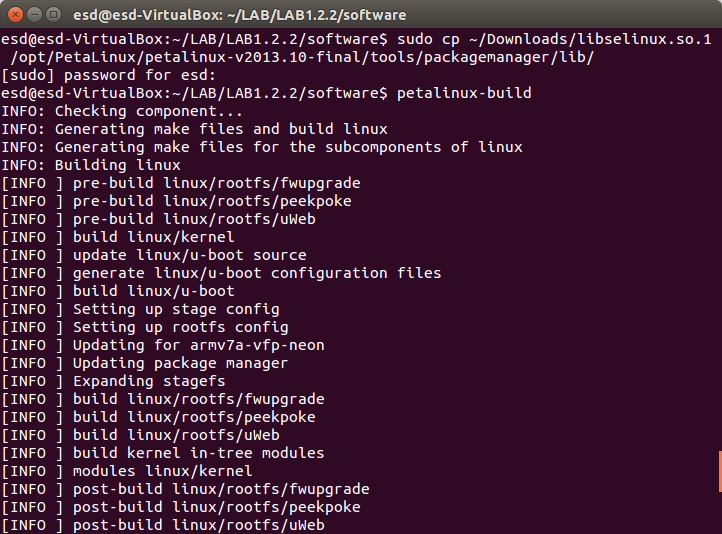 esd@esd-VirtualBox: ~/LAB/LAB1.2.2/software
esd@esd-VirtualBox:~/LAB/LAB1.2.2/software$ sudo cp ~/Downloads/libselinux.so.1
 /opt/PetaLinux/petalinux-v2013.10-final/tools/packagemanager/lib/
[sudo] password for esd:
esd@esd-VirtualBox:~/LAB/LAB1.2.2/software$ petalinux-build
INFO: Checking component...
INFO: Generating make files and build linux
INFO: Generating make files for the subcomponents of linux
INFO: Building linux
[INFO ] pre-build linux/rootfs/fwupgrade
[INFO ] pre-build linux/rootfs/peekpoke
[INFO ] pre-build linux/rootfs/uWeb
[INFO ] build linux/kernel
[INFO ] update linux/u-boot source
[INFO ] generate linux/u-boot configuration files
[INFO ] build linux/u-boot
[INFO ] Setting up stage config
[INFO ] Setting up rootfs config
[INFO ] Updating for armv7a-vfp-neon
[INFO ] Updating package manager
[INFO ] Expanding stagefs
[INFO ] build linux/rootfs/fwupgrade
[INFO ] build linux/rootfs/peekpoke
[INFO ] build linux/rootfs/uWeb
[INFO ] build kernel in-tree modules
[INFO ] modules linux/kernel
[INFO ] post-build linux/rootfs/fwupgrade
[INFO ] post-build linux/rootfs/peekpoke
[INFO ] post-build linux/rootfs/uWeb